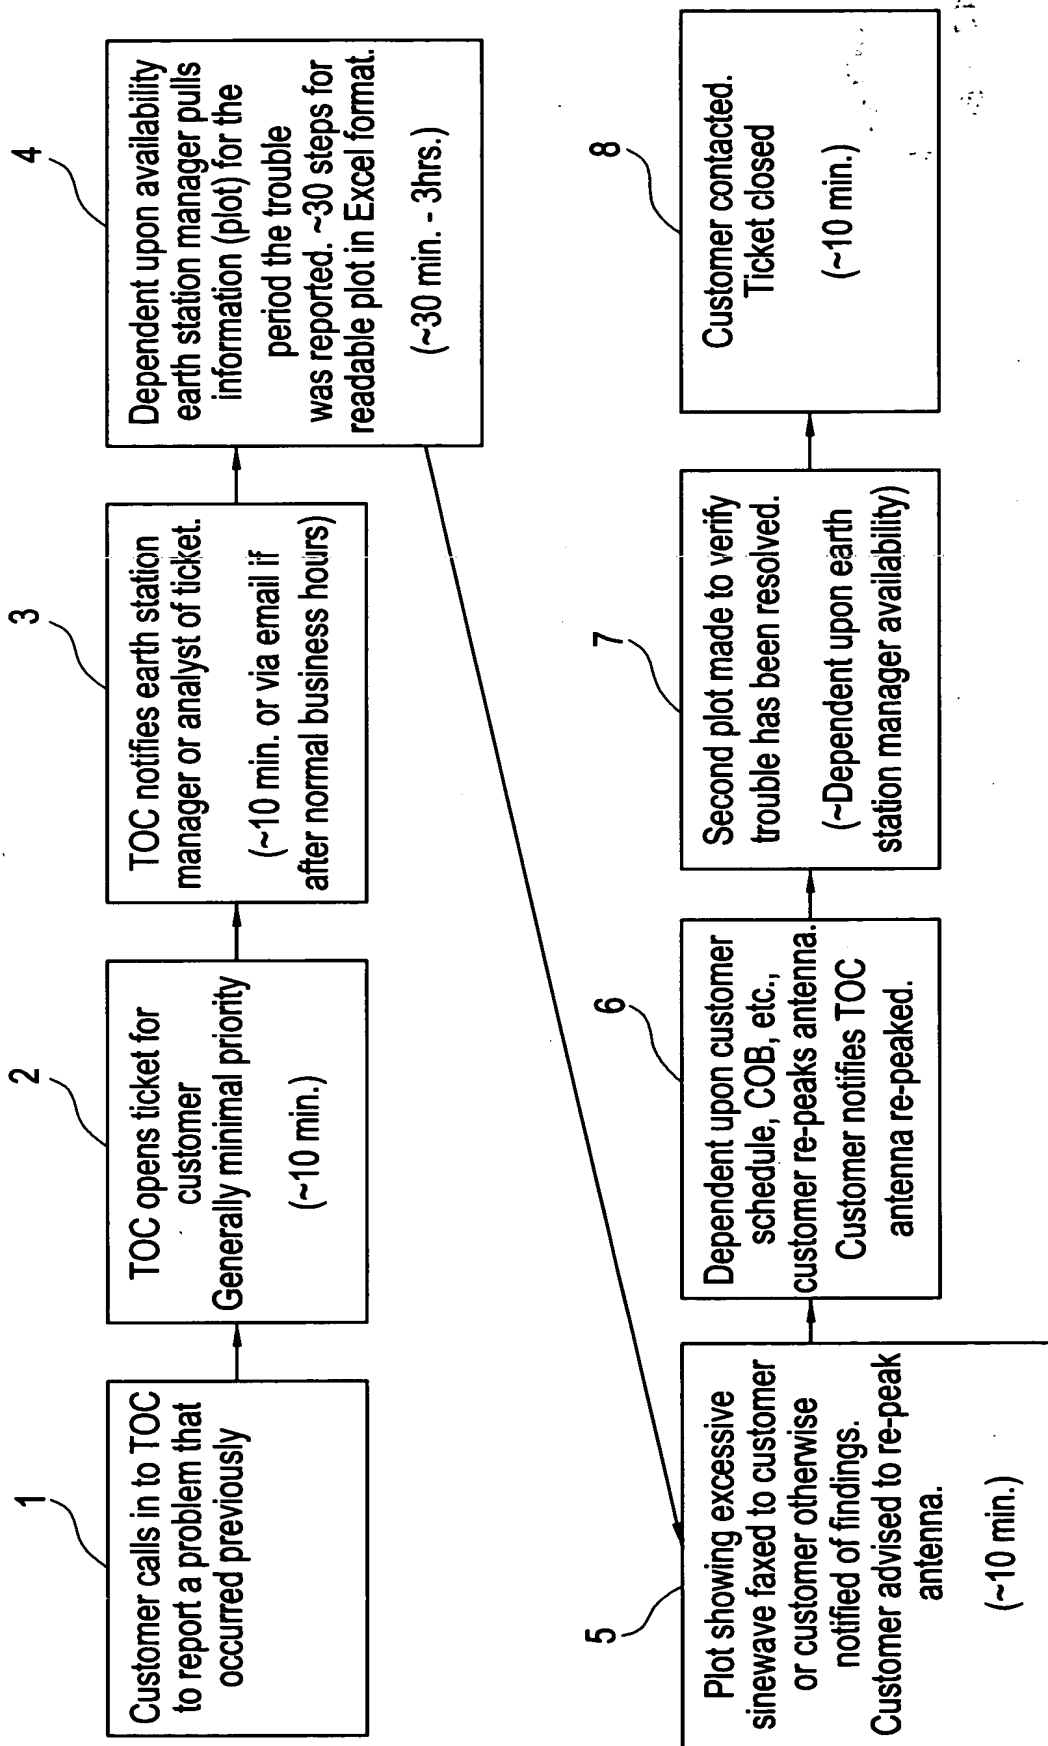 1
Customer calls in to TOC
to report a problem that
occurred previously
2
TOC opens ticket for
customer
Generally minimal priority
(~10 min.)
3
TOC notifies earth station
manager or analyst of ticket.
(~10 min. or via email if
after normal business hours)
4
Dependent upon availability
earth station manager pulls
information (plot) for the
period the trouble
was reported. ~30 steps for
readable plot in Excel format.
(~30 min. - 3hrs.)
5
Plot showing excessive
sinewave faxed to customer
or customer otherwise
notified of findings.
Customer advised to re-peak
antenna.
(~10 min.)
6
Dependent upon customer
schedule, COB, etc.,
customer re-peaks antenna.
Customer notifies TOC
antenna re-peaked.
7
Second plot made to verify
trouble has been resolved.
(~Dependent upon earth
station manager availability)
8
Customer contacted.
Ticket closed
(~10 min.)